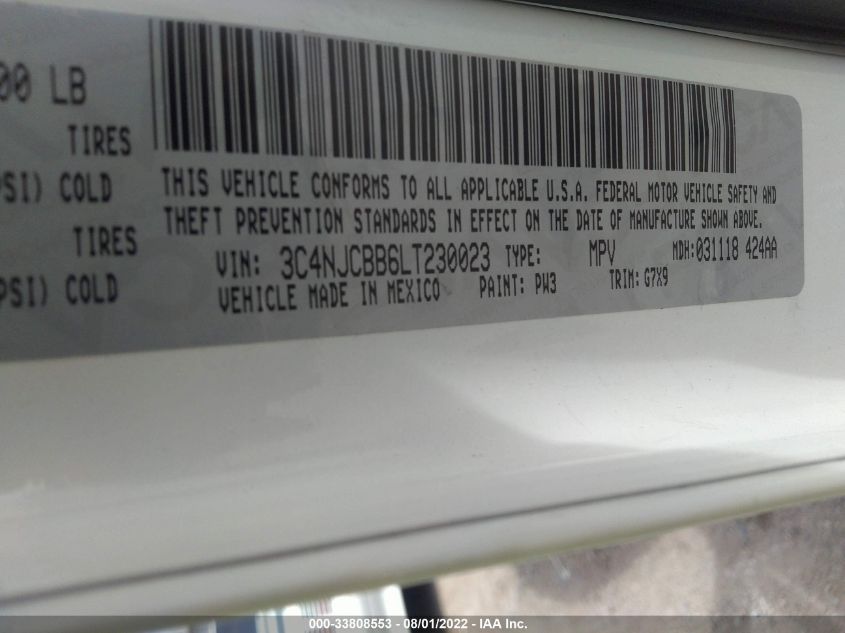 00 LB
TIRES
PSI) COLD
TIRES
PSI) COLD
THIS VEHICLE CONFORMS TO ALL APPLICABLE U.S.A. FEDERAL MOTOR VEHICLE SAFETY AND
THEFT PREVENTION STANDARDS IN EFFECT ON THE DATE OF MANUFACTURE SHOWN ABOVE.
VIN: 3C4NJCBB6LT230023 TYPE: MPV MDH:031118 424AA
VEHICLE MADE IN MEXICO PAINT: PW3 TRIM: G7X9
000-33808553 - 08/01/2022 - IAA Inc.